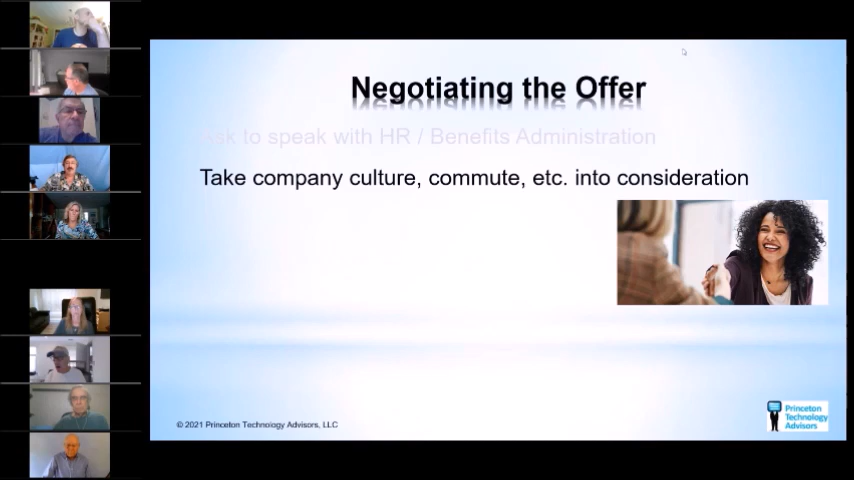 Negotiating the Offer
Ask to speak with HR / Benefits Administration
Take company culture, commute, etc. into consideration
© 2021 Princeton Technology Advisors, LLC
Princeton
Technology
Advisors